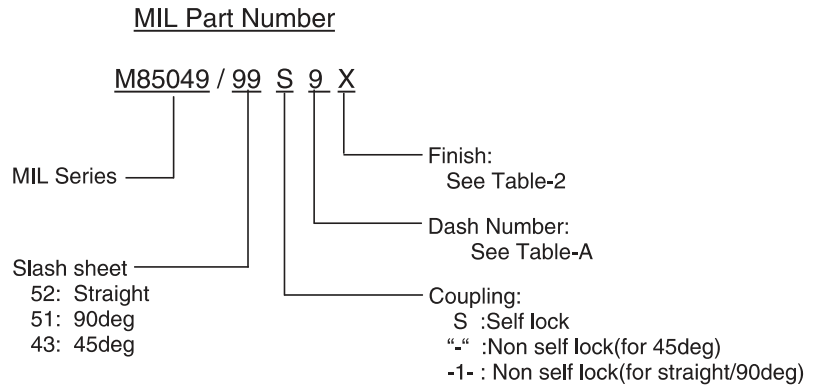 MIL Part Number
M85049 / 99 S 9 X
Finish:
See Table-2
MIL Series
Dash Number:
See Table-A
Slash sheet
52: Straight
51: 90deg
43: 45deg
Coupling:
S :Self lock
“-“ :Non self lock(for 45deg)
-1- : Non self lock(for straight/90deg)